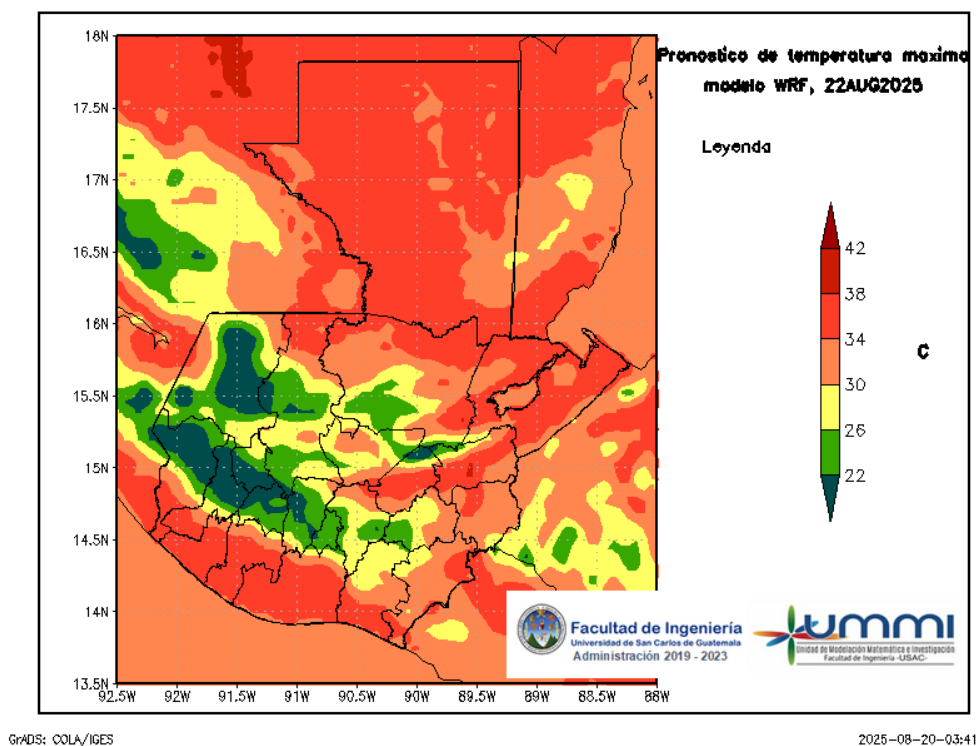 Pronostico de temperatura maxima
modelo WRF, 22AUG2025
Leyenda
42
38
34
30
26
22
C
18N
17.5N
17N
16.5N
16N
15.5N
15N
14.5N
14N
13.5N
92.5W 92W 91.5W 91W 90.5W 90W 89.5W 89W 88.5W 88W
Facultad de Ingeniería
Universidad de San Carlos de Guatemala
Administración 2019 - 2023
ummi
Unidad de Modelación Matemática e Investigación
Facultad de Ingeniería -USAC-
GrADS: COLA/IGES
2025-08-20-03:41